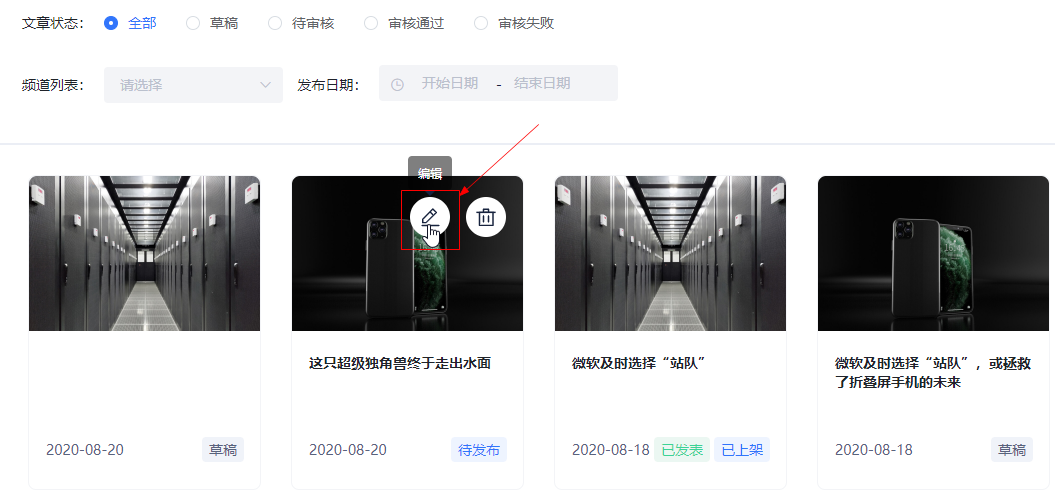 文章状态： 全部 草稿 待审核 审核通过 审核失败
频道列表： 请选择 发布日期： 开始日期 - 结束日期
编辑
这只超级独角兽终于走出水面
微软及时选择“站队”
微软及时选择“站队”，或拯救
了折叠屏手机的未来
2020-08-20 草稿
2020-08-20 待发布
2020-08-18 已发表 已上架
2020-08-18 草稿